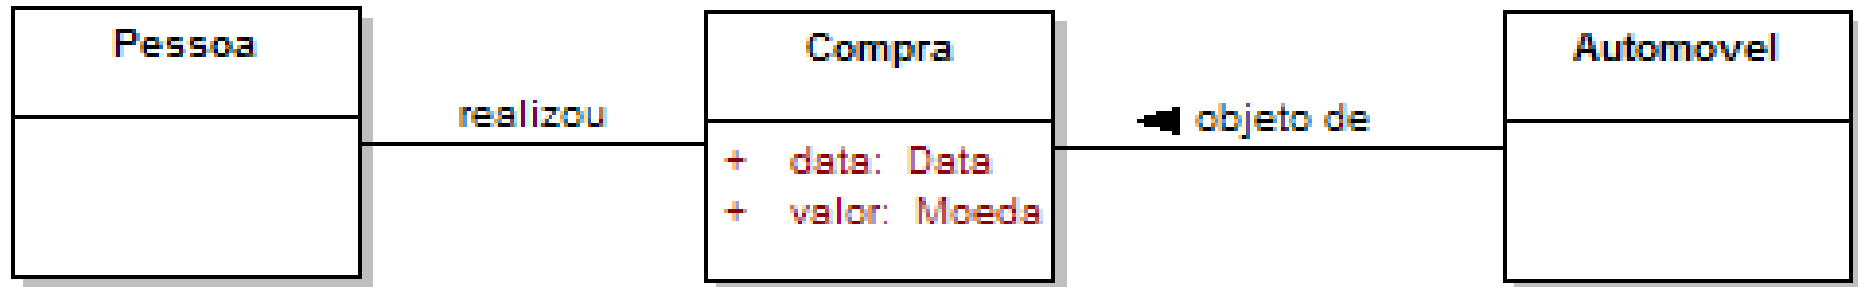 Pessoa
realizou
Compra
+ data: Data
+ valor: Moeda
objeto de
Automovel